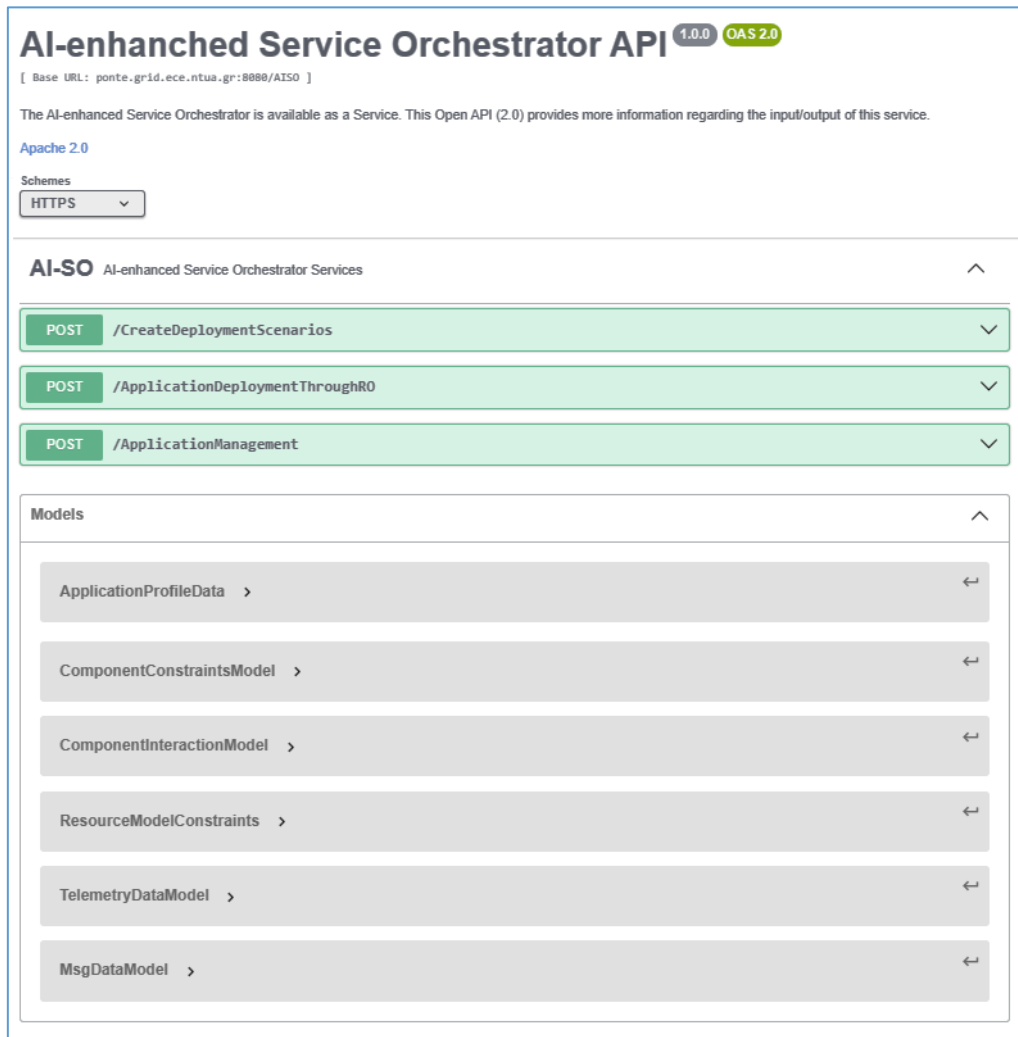 AI-enhanched Service Orchestrator API 1.0.0 OAS 2.0
[ Base URL: ponte.grid.ece.ntua.gr:8080/AISO ]
The AI-enhanced Service Orchestrator is available as a Service. This Open API (2.0) provides more information regarding the input/output of this service.
Apache 2.0
Schemes
HTTPS
AI-SO AI-enhanced Service Orchestrator Services
POST /CreateDeploymentScenarios
POST /ApplicationDeploymentThroughRO
POST /ApplicationManagement
Models
ApplicationProfileData
ComponentConstraintsModel
ComponentInteractionModel
ResourceModelConstraints
TelemetryDataModel
MsgDataModel